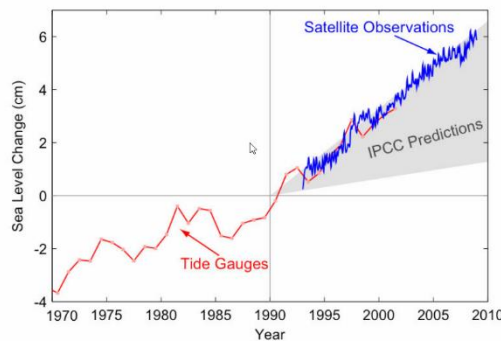 Satellite Observations
IPCC Predictions
Tide Gauges
Sea Level Change (cm)
6
4
2
0
-2
-4
1970 1975 1980 1985 1990 1995 2000 2005 2010
Year